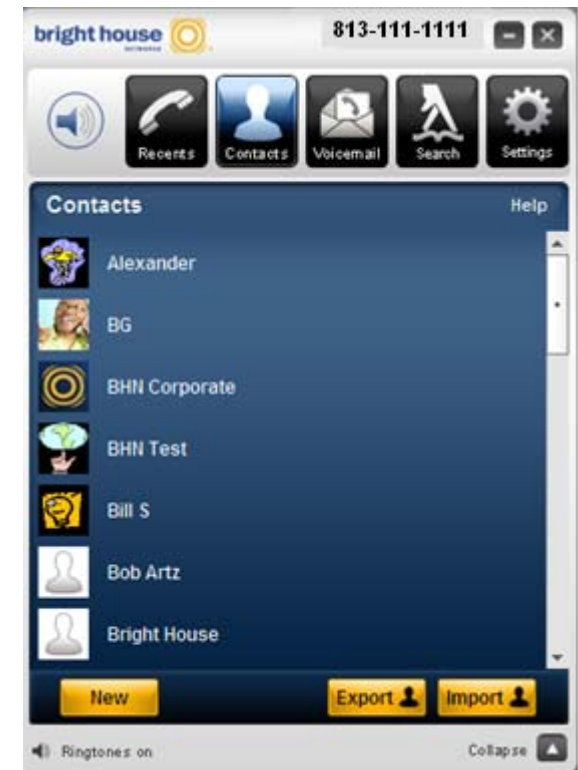 bright house 813-111-1111
NETWORKS
Recents Contacts Voicemail Search Settings
Contacts Help
Alexander
BG
BHN Corporate
BHN Test
Bill S
Bob Artz
Bright House
New Export Import
Ringtones on Collapse